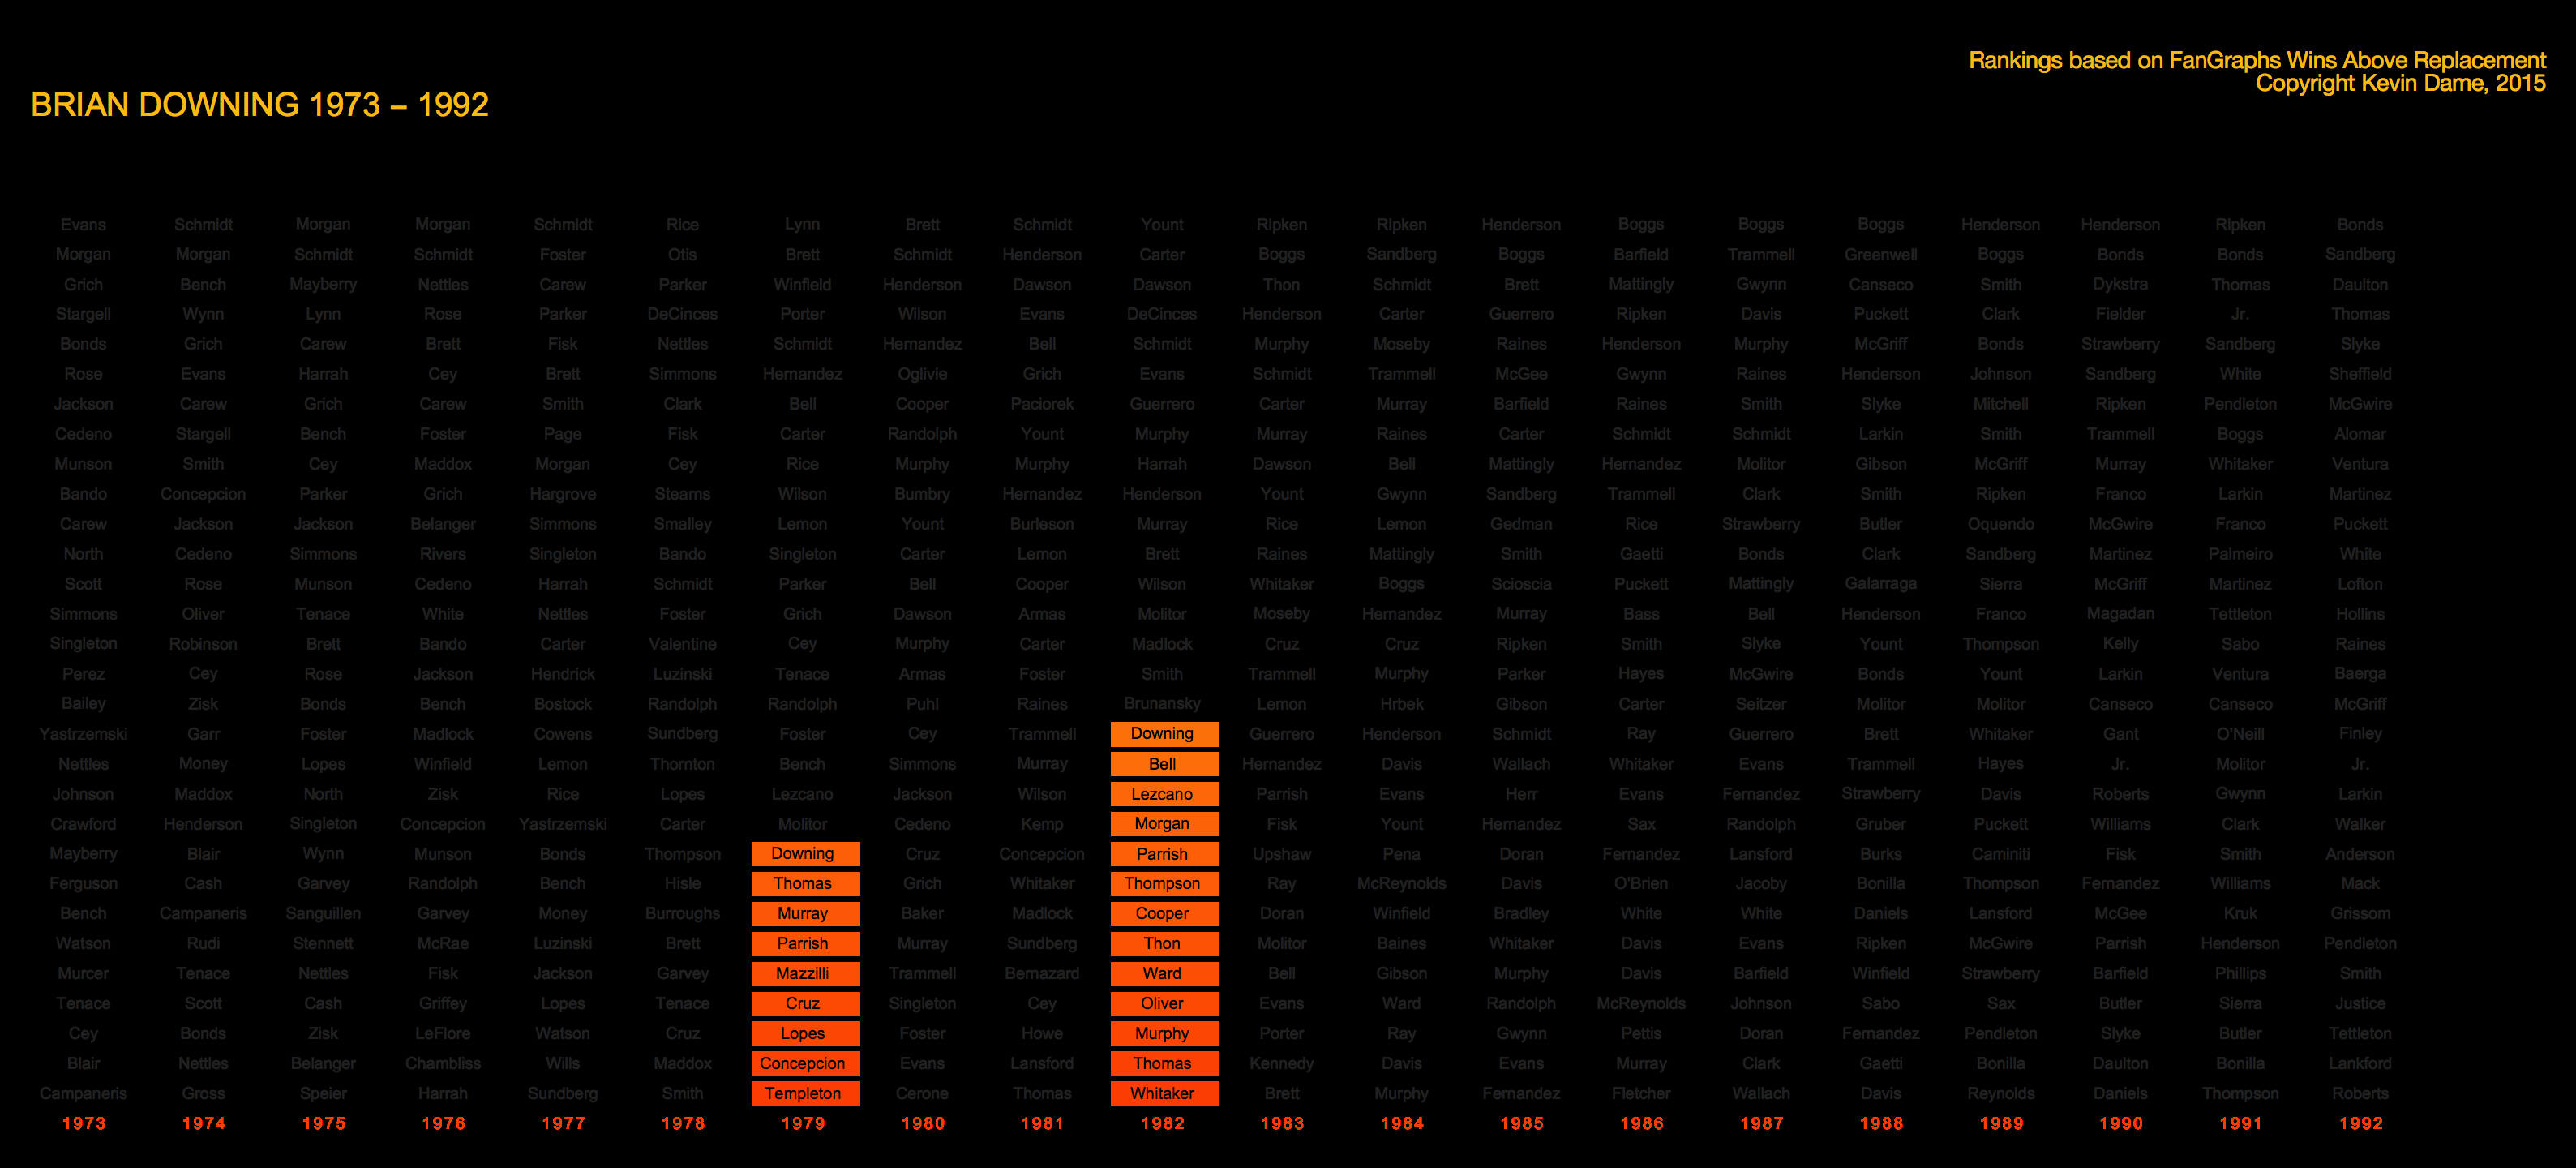 Rankings based on FanGraphs Wins Above Replacement
Copyright Kevin Dame, 2015
BRIAN DOWNING 1973 – 1992
Evans Schmidt Morgan Morgan Schmidt Rice Lynn Brett Schmidt Yount Ripken Ripken Henderson Boggs Boggs Boggs Henderson Henderson Ripken Bonds
Morgan Morgan Schmidt Schmidt Foster Otis Brett Schmidt Henderson Carter Boggs Sandberg Boggs Barfield Trammell Greenwell Boggs Bonds Bonds Sandberg
Grich Bench Mayberry Nettles Carew Parker Winfield Henderson Dawson Dawson Thon Schmidt Brett Mattingly Gwynn Canseco Smith Dykstra Thomas Daulton
Stargell Wynn Lynn Rose Parker DeCinces Porter Wilson Evans DeCinces Henderson Carter Guerrero Ripken Davis Puckett Clark Fielder Jr. Thomas
Bonds Grich Carew Brett Fisk Nettles Schmidt Hernandez Bell Schmidt Murphy Moseby Raines Henderson Murphy McGriff Bonds Strawberry Sandberg Slyke
Rose Evans Harrah Cey Brett Simmons Hernandez Oglivie Grich Evans Schmidt Trammell McGee Gwynn Raines Henderson Johnson Sandberg White Sheffield
Jackson Carew Grich Carew Smith Clark Bell Cooper Paciorek Guerrero Carter Murray Barfield Raines Smith Slyke Mitchell Ripken Pendleton McGwire
Cedeno Stargell Bench Foster Page Fisk Carter Randolph Yount Murphy Murray Raines Carter Schmidt Schmidt Larkin Smith Trammell Boggs Alomar
Munson Smith Cey Maddox Morgan Cey Rice Murphy Murphy Harrah Dawson Bell Mattingly Hernandez Molitor Gibson McGriff Murray Whitaker Ventura
Bando Concepcion Parker Grich Hargrove Stearns Wilson Bumbry Hernandez Henderson Yount Gwynn Sandberg Trammell Clark Smith Ripken Franco Larkin Martinez
Carew Jackson Jackson Belanger Simmons Smalley Lemon Yount Burleson Murray Rice Lemon Gedman Rice Strawberry Butler Oquendo McGwire Franco Puckett
North Cedeno Simmons Rivers Singleton Bando Singleton Carter Lemon Brett Raines Mattingly Smith Gaetti Bonds Clark Sandberg Martinez Palmeiro White
Scott Rose Munson Cedeno Harrah Schmidt Parker Bell Cooper Wilson Whitaker Boggs Scioscia Puckett Mattingly Galarraga Sierra McGriff Martinez Lofton
Simmons Oliver Tenace White Nettles Foster Grich Dawson Armas Molitor Moseby Hernandez Murray Bass Bell Henderson Franco Magadan Tettleton Hollins
Singleton Robinson Brett Bando Carter Valentine Cey Murphy Carter Madlock Cruz Cruz Ripken Smith Slyke Yount Thompson Kelly Sabo Raines
Perez Cey Rose Jackson Hendrick Luzinski Tenace Armas Foster Smith Trammell Murphy Parker Hayes McGwire Bonds Yount Larkin Ventura Baerga
Bailey Zisk Bonds Bench Bostock Randolph Randolph Puhl Raines Brunansky Lemon Hrbek Gibson Carter Seitzer Molitor Molitor Canseco Canseco McGriff
Yastrzemski Garr Foster Madlock Cowens Sundberg Foster Cey Trammell Downing Guerrero Henderson Schmidt Ray Guerrero Brett Whitaker Gant O'Neill Finley
Nettles Money Lopes Winfield Lemon Thornton Bench Simmons Murray Bell Hernandez Davis Wallach Whitaker Evans Trammell Hayes Jr. Molitor Jr.
Johnson Maddox North Zisk Rice Lopes Lezcano Jackson Wilson Lezcano Parrish Evans Herr Evans Fernandez Strawberry Davis Roberts Gwynn Larkin
Crawford Henderson Singleton Concepcion Yastrzemski Carter Molitor Cedeno Kemp Morgan Fisk Yount Hernandez Sax Randolph Gruber Puckett Williams Clark Walker
Mayberry Blair Wynn Munson Bonds Thompson Downing Cruz Concepcion Parrish Upshaw Pena Doran Fernandez Lansford Burks Caminiti Fisk Smith Anderson
Ferguson Cash Garvey Randolph Bench Hisle Thomas Grich Whitaker Thompson Ray McReynolds Davis O'Brien Jacoby Bonilla Thompson Fernandez Williams Mack
Bench Campaneris Sanguillen Garvey Money Burroughs Murray Baker Madlock Cooper Doran Winfield Bradley White White Daniels Lansford McGee Kruk Grissom
Watson Rudi Stennett McRae Luzinski Brett Parrish Murray Sundberg Thon Molitor Baines Whitaker Davis Evans Ripken McGwire Parrish Henderson Pendleton
Murcer Tenace Nettles Fisk Jackson Garvey Mazzilli Trammell Bernazard Ward Bell Gibson Murphy Davis Barfield Winfield Strawberry Barfield Phillips Smith
Tenace Scott Cash Griffey Lopes Tenace Cruz Singleton Cey Oliver Evans Ward Randolph McReynolds Johnson Sabo Sax Butler Sierra Justice
Cey Bonds Zisk LeFlore Watson Cruz Lopes Foster Howe Murphy Porter Ray Gwynn Pettis Doran Fernandez Pendleton Slyke Butler Tettleton
Blair Nettles Belanger Chambliss Wills Maddox Concepcion Evans Lansford Thomas Kennedy Davis Evans Murray Clark Gaetti Bonilla Daulton Bonilla Lankford
Campaneris Gross Speier Harrah Sundberg Smith Templeton Cerone Thomas Whitaker Brett Murphy Fernandez Fletcher Wallach Davis Reynolds Daniels Thompson Roberts
1973 1974 1975 1976 1977 1978 1979 1980 1981 1982 1983 1984 1985 1986 1987 1988 1989 1990 1991 1992